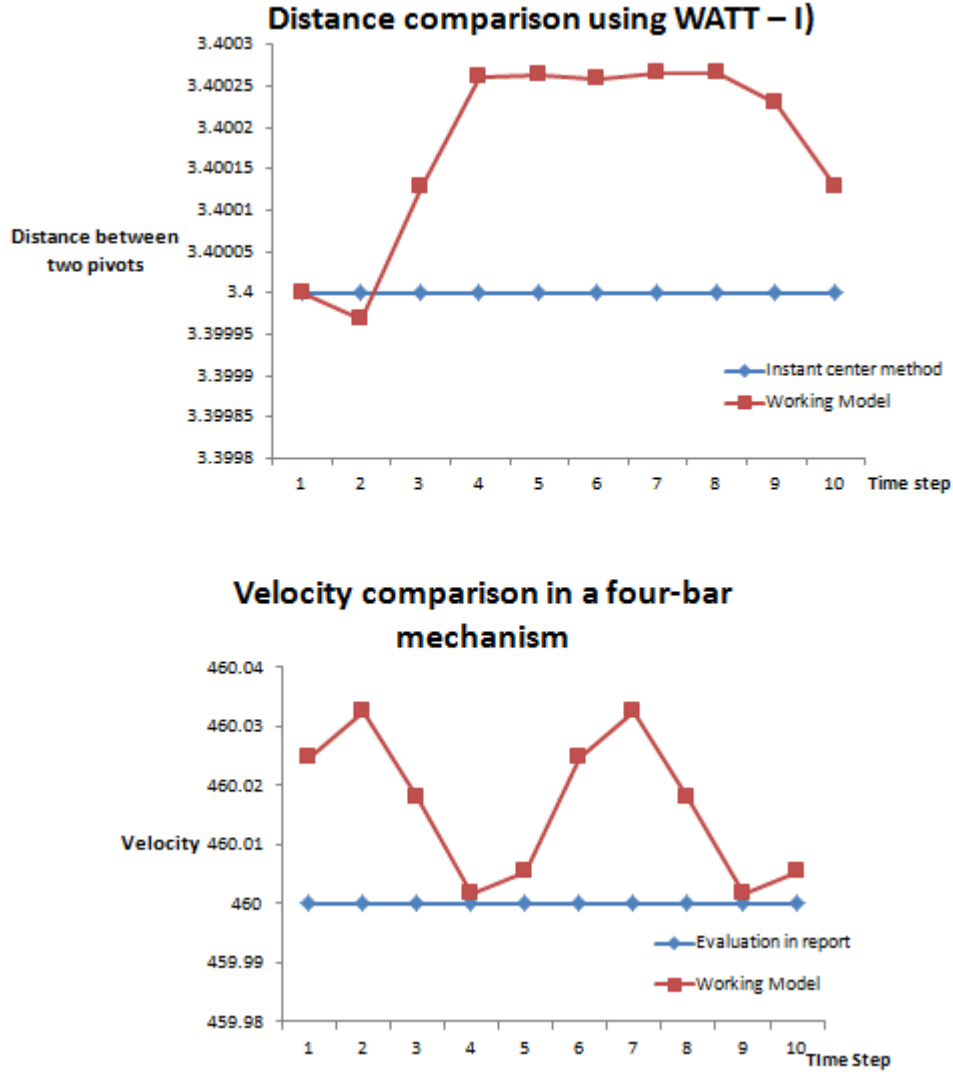 Distance comparison using WATT – I)
3.4003
3.40025
3.4002
3.40015
3.4001
3.40005
3.4
3.39995
3.3999
3.39985
3.3998
Distance between
two pivots
Instant center method
Working Model
1 2 3 4 5 6 7 8 9 10 Time step
Velocity comparison in a four-bar
mechanism
460.04
460.03
460.02
460.01
460
459.99
459.98
Velocity
Evaluation in report
Working Model
1 2 3 4 5 6 7 8 9 10 TIme Step